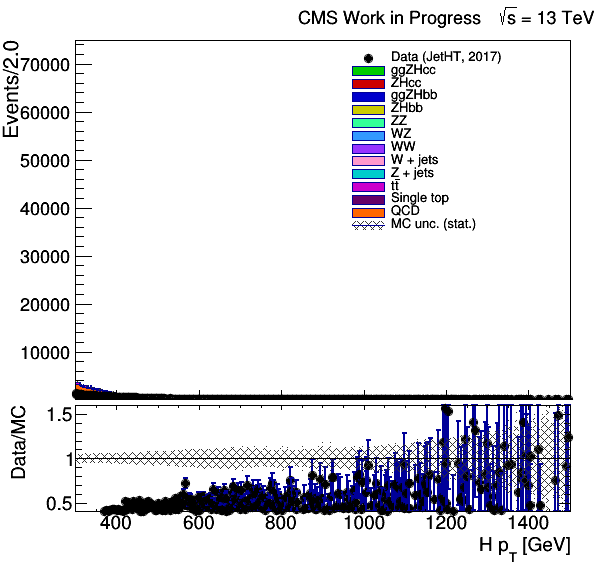 CMS Work in Progress √s = 13 TeV
Events/2.0
70000
60000
50000
40000
30000
20000
10000
Data (JetHT, 2017)
ggZHcc
ZHcc
ggZHbb
ZHbb
ZZ
WZ
WW
W + jets
Z + jets
tt̄
Single top
QCD
MC unc. (stat.)
Data/MC
1.5
1
0.5
400 600 800 1000 1200 1400
H p_T [GeV]